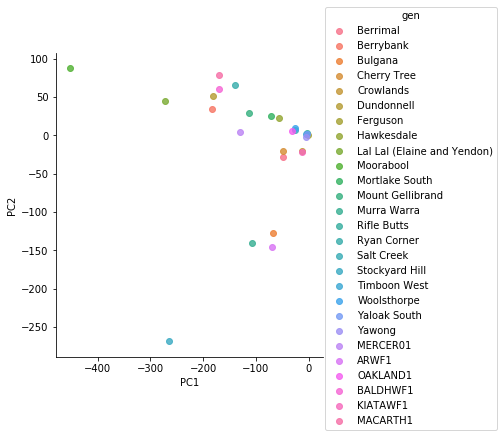 gen
Berrimal
Berrybank
Bulgana
Cherry Tree
Crowlands
Dundonnell
Ferguson
Hawkesdale
Lal Lal (Elaine and Yendon)
Moorabool
Mortlake South
Mount Gellibrand
Murra Warra
Rifle Butts
Ryan Corner
Salt Creek
Stockyard Hill
Timboon West
Woolsthorpe
Yaloak South
Yawong
MERCER01
ARWF1
OAKLAND1
BALDHWF1
KIATAWF1
MACARTH1
100
50
0
−50
−100
−150
−200
−250
PC2
−400 −300 −200 −100 0
PC1